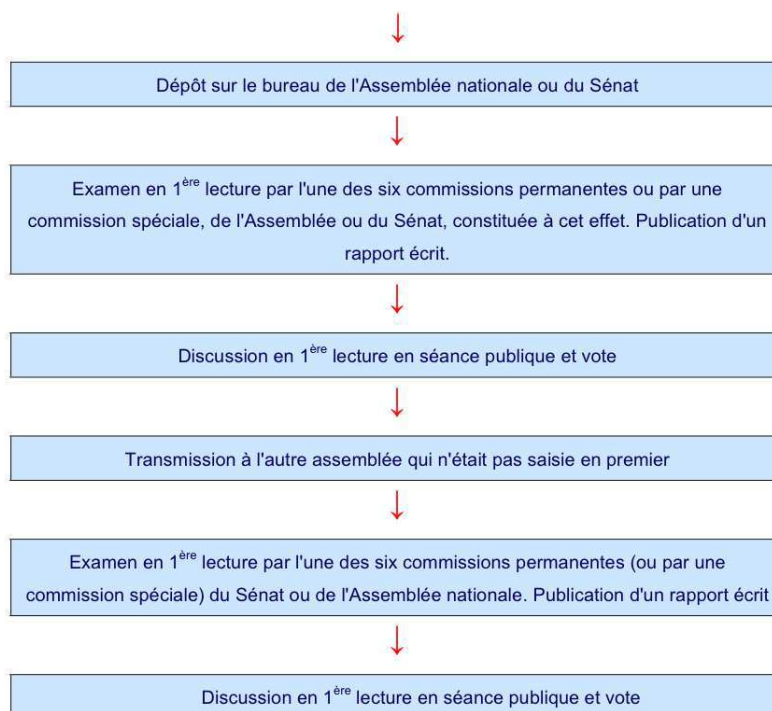 Dépôt sur le bureau de l'Assemblée nationale ou du Sénat
Examen en 1ère lecture par l'une des six commissions permanentes ou par une
commission spéciale, de l'Assemblée ou du Sénat, constituée à cet effet. Publication d'un
rapport écrit.
Discussion en 1ère lecture en séance publique et vote
Transmission à l'autre assemblée qui n'était pas saisie en premier
Examen en 1ère lecture par l'une des six commissions permanentes (ou par une
commission spéciale) du Sénat ou de l'Assemblée nationale. Publication d'un rapport écrit
Discussion en 1ère lecture en séance publique et vote